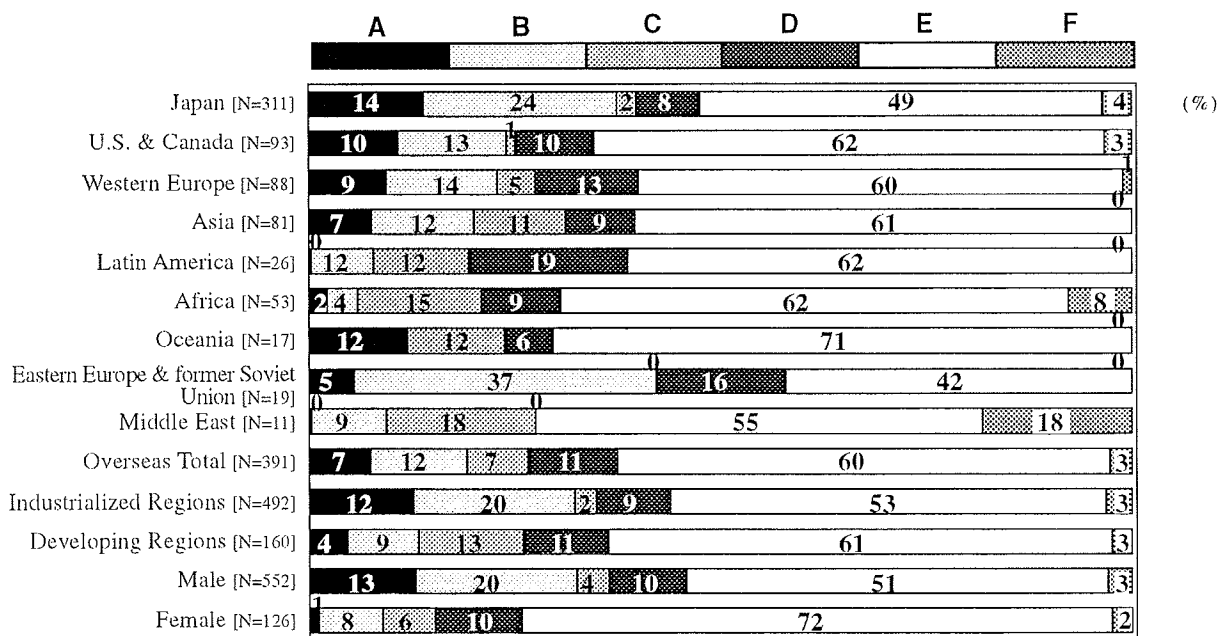 A B C D E F
Japan [N=311] 14 24 2 8 49 4 (%)
U.S. & Canada [N=93] 10 13 1 10 62 3
Western Europe [N=88] 9 14 5 13 60 1
Asia [N=81] 7 12 11 9 61 0
Latin America [N=26] 0 12 12 19 62 0
Africa [N=53] 2 4 15 9 62 8
Oceania [N=17] 12 12 6 71 0
Eastern Europe & former Soviet
Union [N=19] 5 37 0 16 42 0
Middle East [N=11] 0 9 18 0 55 18
Overseas Total [N=391] 7 12 7 11 60 3
Industrialized Regions [N=492] 12 20 2 9 53 3
Developing Regions [N=160] 4 9 13 11 61 3
Male [N=552] 13 20 4 10 51 3
Female [N=126] 1 8 6 10 72 2